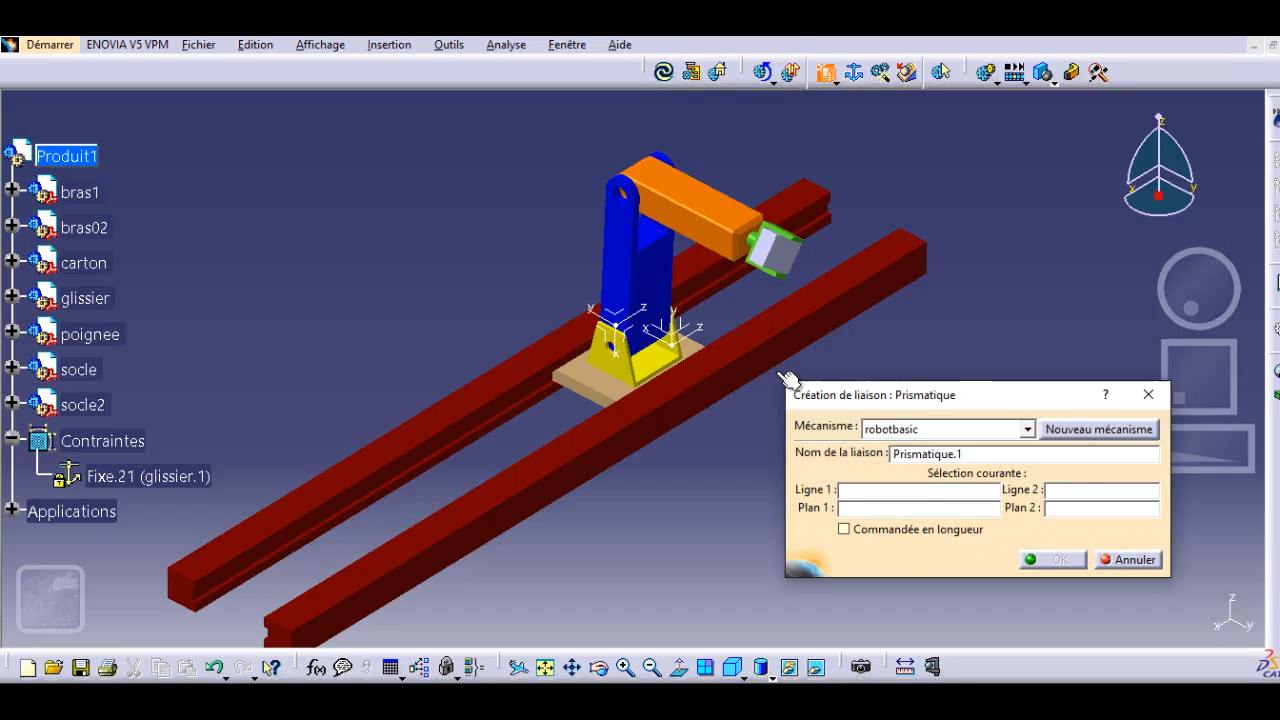 Démarrer ENOVIA V5 VPM Fichier Edition Affichage Insertion Outils Analyse Fenêtre Aide
Produit1
bras1
bras02
carton
glissier
poignee
socle
socle2
Contraintes
Fixe.21 (glissier.1)
Applications
z
x
y
y
z
x
y
x
z
Création de liaison : Prismatique ?
Mécanisme : robotbasic Nouveau mécanisme
Nom de la liaison : Prismatique.1
Sélection courante :
Ligne 1 : Ligne 2 :
Plan 1 : Plan 2 :
Commandée en longueur
OK Annuler
z
x y
f(x)